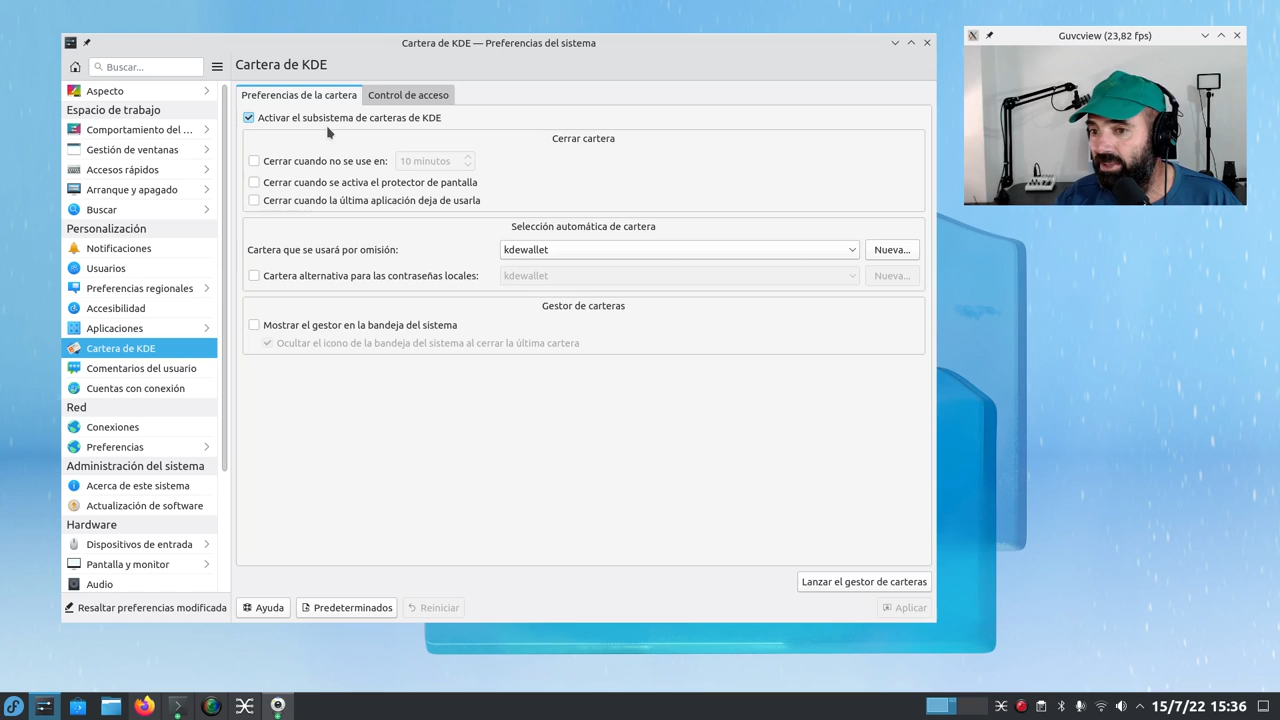 Cartera de KDE — Preferencias del sistema
Guvcview (23,82 fps)
Buscar...
Cartera de KDE
Aspecto
Espacio de trabajo
Comportamiento del ...
Gestión de ventanas
Accesos rápidos
Arranque y apagado
Buscar
Personalización
Notificaciones
Usuarios
Preferencias regionales
Accesibilidad
Aplicaciones
Cartera de KDE
Comentarios del usuario
Cuentas con conexión
Red
Conexiones
Preferencias
Administración del sistema
Acerca de este sistema
Actualización de software
Hardware
Dispositivos de entrada
Pantalla y monitor
Audio
Resaltar preferencias modificada
Preferencias de la cartera
Control de acceso
Activar el subsistema de carteras de KDE
Cerrar cartera
Cerrar cuando no se use en: 10 minutos
Cerrar cuando se activa el protector de pantalla
Cerrar cuando la última aplicación deja de usarla
Selección automática de cartera
Cartera que se usará por omisión: kdewallet Nueva...
Cartera alternativa para las contraseñas locales: kdewallet Nueva...
Gestor de carteras
Mostrar el gestor en la bandeja del sistema
Ocultar el icono de la bandeja del sistema al cerrar la última cartera
Lanzar el gestor de carteras
Ayuda
Predeterminados
Reiniciar
Aplicar
15/7/22 15:36